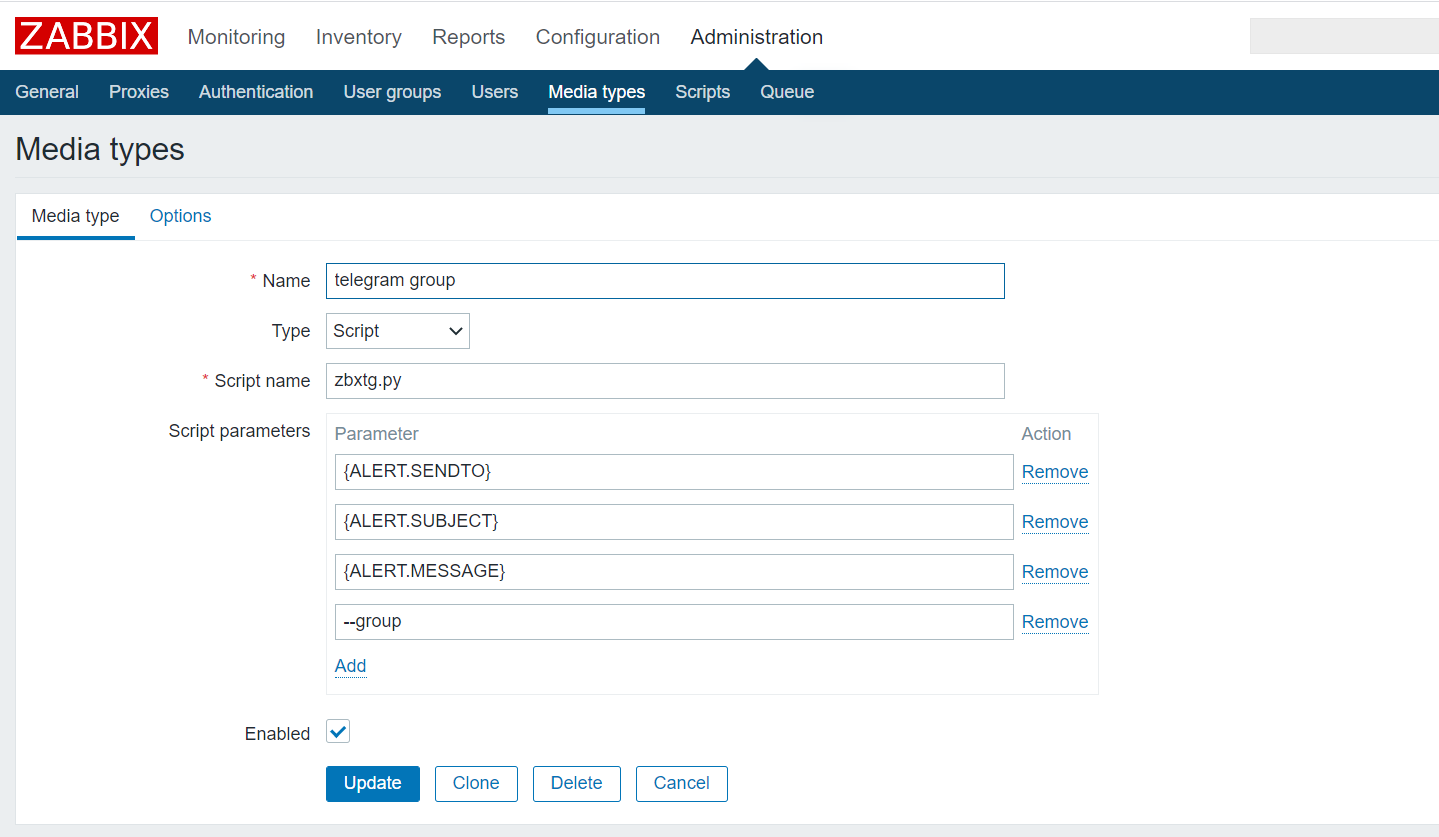 ZABBIX Monitoring Inventory Reports Configuration Administration
General Proxies Authentication User groups Users Media types Scripts Queue
Media types
Media type Options
* Name telegram group
Type Script
* Script name zbxtg.py
Script parameters Parameter Action
{ALERT.SENDTO} Remove
{ALERT.SUBJECT} Remove
{ALERT.MESSAGE} Remove
--group Remove
Add
Enabled
Update Clone Delete Cancel